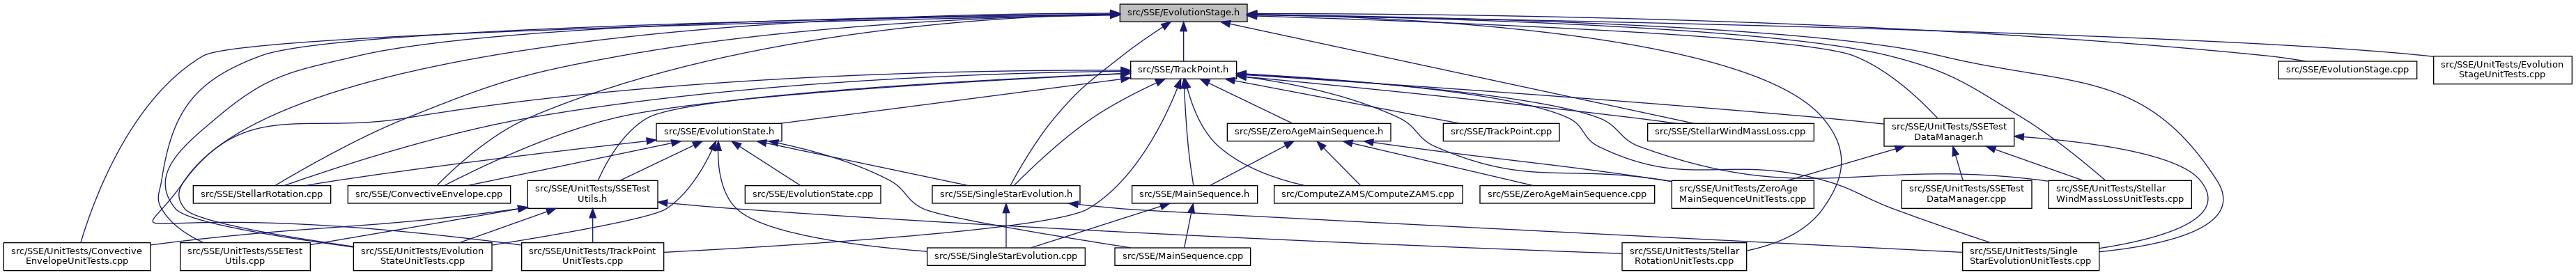 src/SSE/EvolutionStage.h
src/SSE/TrackPoint.h
src/SSE/EvolutionStage.cpp
src/SSE/UnitTests/Evolution
StageUnitTests.cpp
src/SSE/EvolutionState.h
src/SSE/ZeroAgeMainSequence.h
src/SSE/TrackPoint.cpp
src/SSE/StellarWindMassLoss.cpp
src/SSE/UnitTests/SSETest
DataManager.h
src/SSE/StellarRotation.cpp
src/SSE/ConvectiveEnvelope.cpp
src/SSE/UnitTests/SSETest
Utils.h
src/SSE/EvolutionState.cpp
src/SSE/SingleStarEvolution.h
src/SSE/MainSequence.h
src/ComputeZAMS/ComputeZAMS.cpp
src/SSE/ZeroAgeMainSequence.cpp
src/SSE/UnitTests/ZeroAge
MainSequenceUnitTests.cpp
src/SSE/UnitTests/SSETest
DataManager.cpp
src/SSE/UnitTests/Stellar
WindMassLossUnitTests.cpp
src/SSE/UnitTests/Convective
EnvelopeUnitTests.cpp
src/SSE/UnitTests/SSETest
Utils.cpp
src/SSE/UnitTests/Evolution
StateUnitTests.cpp
src/SSE/UnitTests/TrackPoint
UnitTests.cpp
src/SSE/SingleStarEvolution.cpp
src/SSE/MainSequence.cpp
src/SSE/UnitTests/Stellar
RotationUnitTests.cpp
src/SSE/UnitTests/Single
StarEvolutionUnitTests.cpp